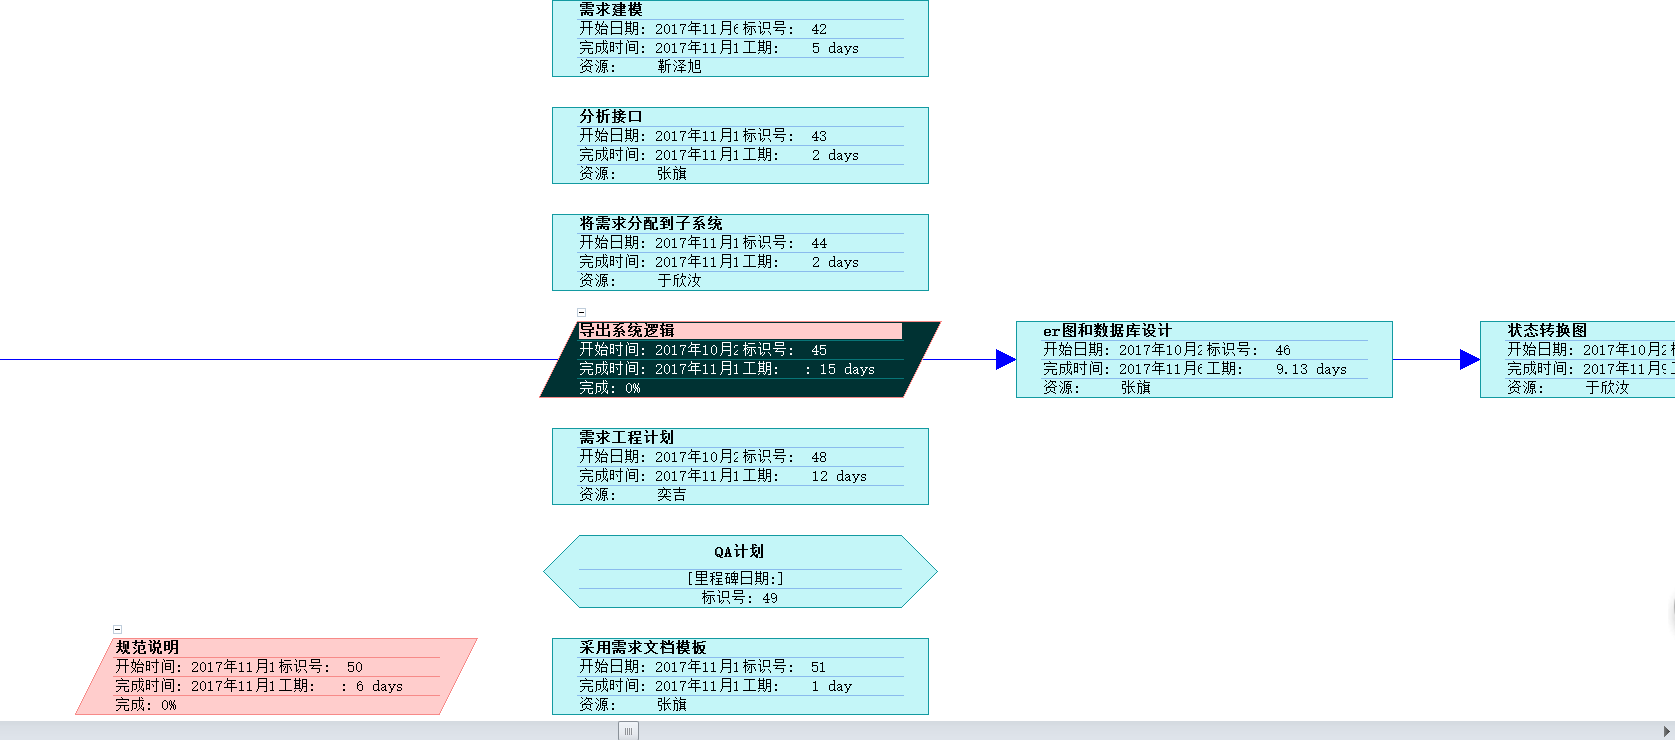 需求建模
开始日期: 2017年11月6 标识号: 42
完成时间: 2017年11月1 工期: 5 days
资源: 靳泽旭
分析接口
开始日期: 2017年11月1 标识号: 43
完成时间: 2017年11月1 工期: 2 days
资源: 张旗
将需求分配到子系统
开始日期: 2017年11月1 标识号: 44
完成时间: 2017年11月1 工期: 2 days
资源: 于欣汝
导出系统逻辑
开始时间: 2017年10月2 标识号: 45
完成时间: 2017年11月1 工期: : 15 days
完成: 0%
er图和数据库设计
开始日期: 2017年10月2 标识号: 46
完成时间: 2017年11月6 工期: 9.13 days
资源: 张旗
状态转换图
开始日期: 2017年10月2
完成时间: 2017年11月9
资源: 于欣汝
需求工程计划
开始日期: 2017年10月2 标识号: 48
完成时间: 2017年11月1 工期: 12 days
资源: 奕吉
QA计划
[里程碑日期:]
标识号: 49
规范说明
开始时间: 2017年11月1 标识号: 50
完成时间: 2017年11月1 工期: : 6 days
完成: 0%
采用需求文档模板
开始日期: 2017年11月1 标识号: 51
完成时间: 2017年11月1 工期: 1 day
资源: 张旗